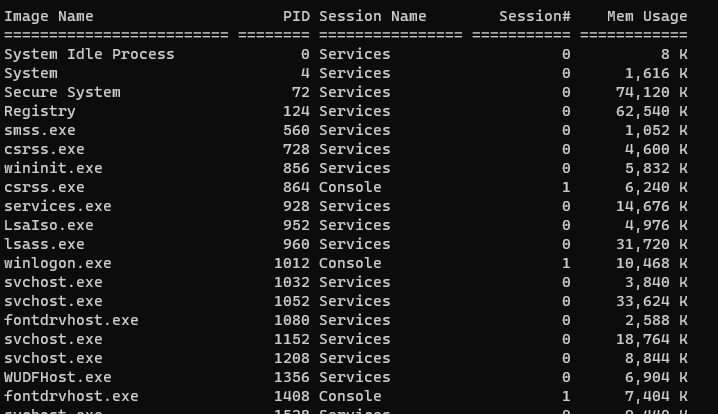 Image Name                     PID Session Name        Session#    Mem Usage
========================= ======== ================ =========== ============
System Idle Process              0 Services                   0          8 K
System                           4 Services                   0      1,616 K
Secure System                   72 Services                   0     74,120 K
Registry                       124 Services                   0     62,540 K
smss.exe                       560 Services                   0      1,052 K
csrss.exe                      728 Services                   0      4,600 K
wininit.exe                    856 Services                   0      5,832 K
csrss.exe                      864 Console                    1      6,240 K
services.exe                   928 Services                   0     14,676 K
LsaIso.exe                     952 Services                   0      4,976 K
lsass.exe                      960 Services                   0     31,720 K
winlogon.exe                  1012 Console                    1     10,468 K
svchost.exe                   1032 Services                   0      3,840 K
svchost.exe                   1052 Services                   0     33,624 K
fontdrvhost.exe               1080 Services                   0      2,588 K
svchost.exe                   1152 Services                   0     18,764 K
svchost.exe                   1208 Services                   0      8,844 K
WUDFHost.exe                  1356 Services                   0      6,904 K
fontdrvhost.exe               1408 Console                    1      7,404 K
svchost.exe                        Services                   0            K